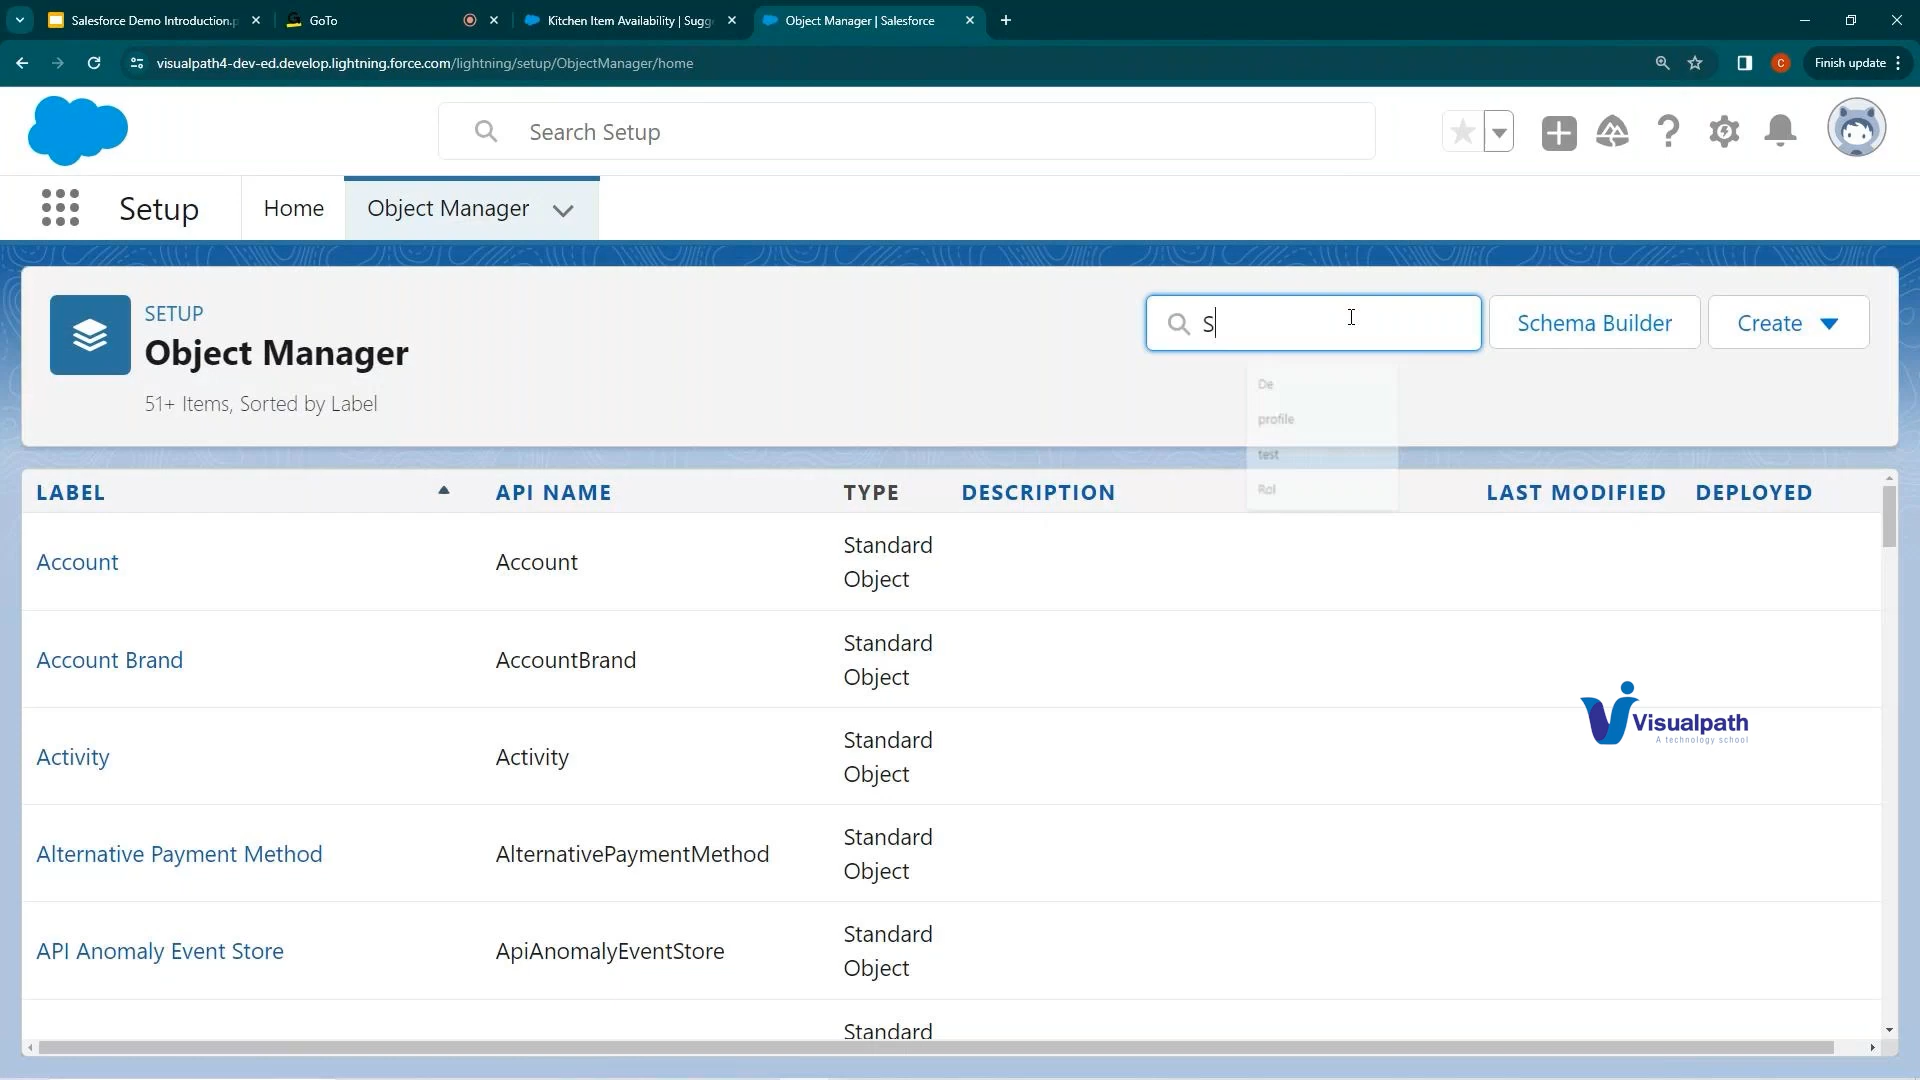 Salesforce Demo Introduction.p
GoTo
Kitchen Item Availability | Sugg
Object Manager | Salesforce
visualpath4-dev-ed.develop.lightning.force.com/lightning/setup/ObjectManager/home
C
Finish update
Search Setup
Setup
Home
Object Manager
SETUP
Object Manager
51+ Items, Sorted by Label
S
Schema Builder
Create
De
profile
test
Rol
LABEL
API NAME
TYPE
DESCRIPTION
LAST MODIFIED
DEPLOYED
Account
Account
Standard
Object
Account Brand
AccountBrand
Standard
Object
Activity
Activity
Standard
Object
Alternative Payment Method
AlternativePaymentMethod
Standard
Object
API Anomaly Event Store
ApiAnomalyEventStore
Standard
Object
Standard
Visualpath
A technology school